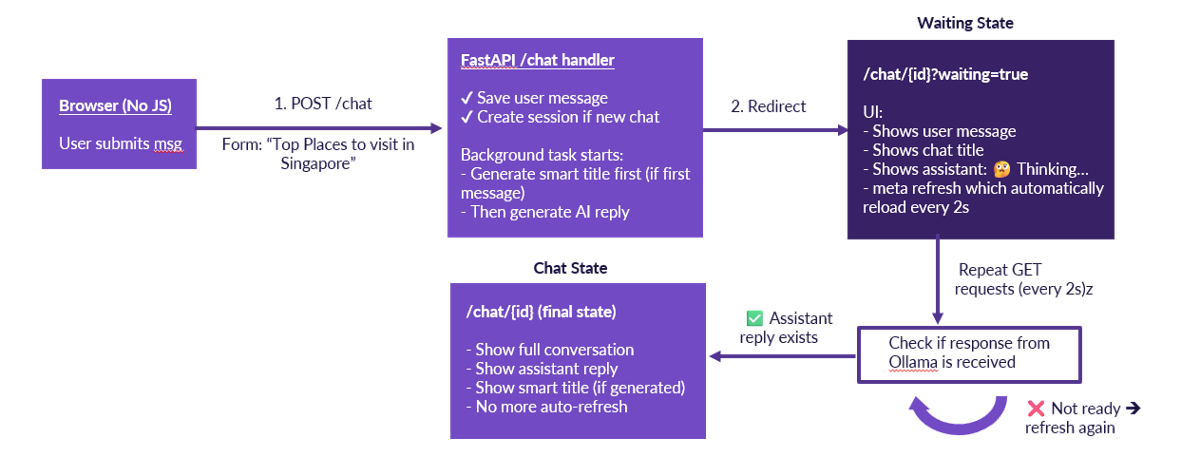 Browser (No JS)
User submits msg
1. POST /chat
Form: “Top Places to visit in
Singapore”
FastAPI /chat handler
✓ Save user message
✓ Create session if new chat
Background task starts:
- Generate smart title first (if first
message)
- Then generate AI reply
2. Redirect
Waiting State
/chat/{id}?waiting=true
UI:
- Shows user message
- Shows chat title
- Shows assistant: 🤔 Thinking...
- meta refresh which automatically
reload every 2s
Repeat GET
requests (every 2s)z
Check if response from
Ollama is received
❌ Not ready ➔
refresh again
✅ Assistant
reply exists
Chat State
/chat/{id} (final state)
- Show full conversation
- Show assistant reply
- Show smart title (if generated)
- No more auto-refresh